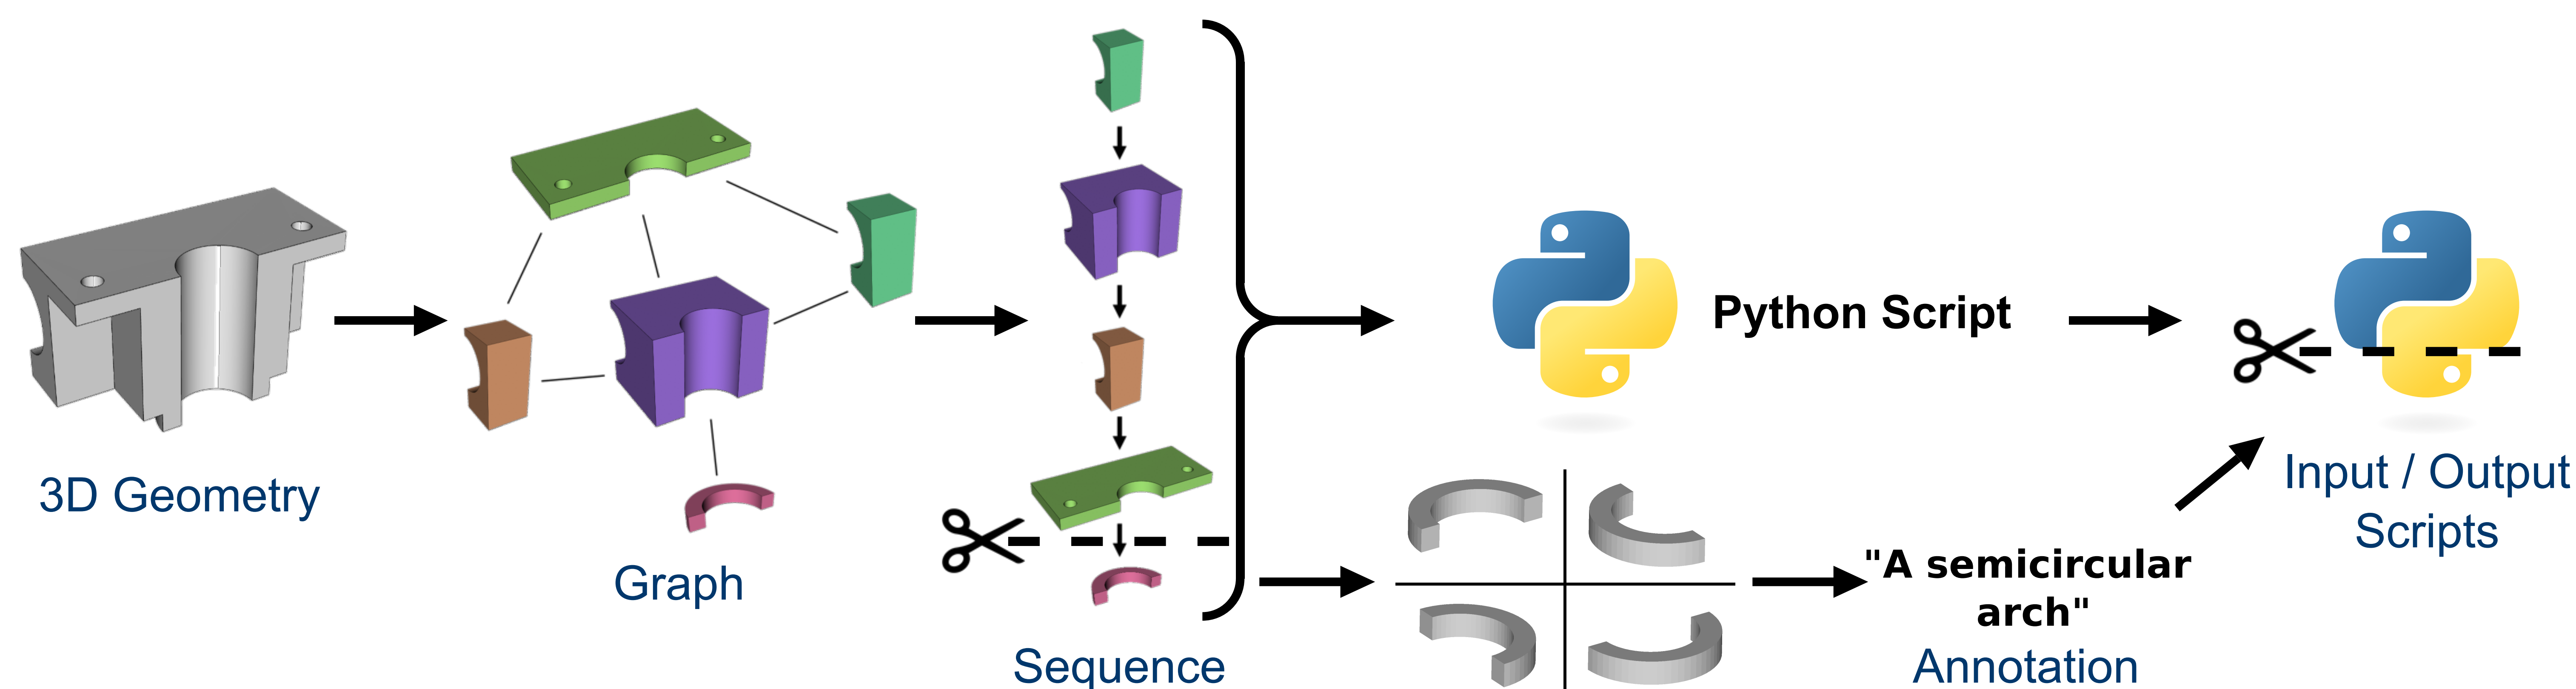 3D Geometry
Graph
Sequence
Python Script
"A semicircular
arch"
Annotation
Input / Output
Scripts